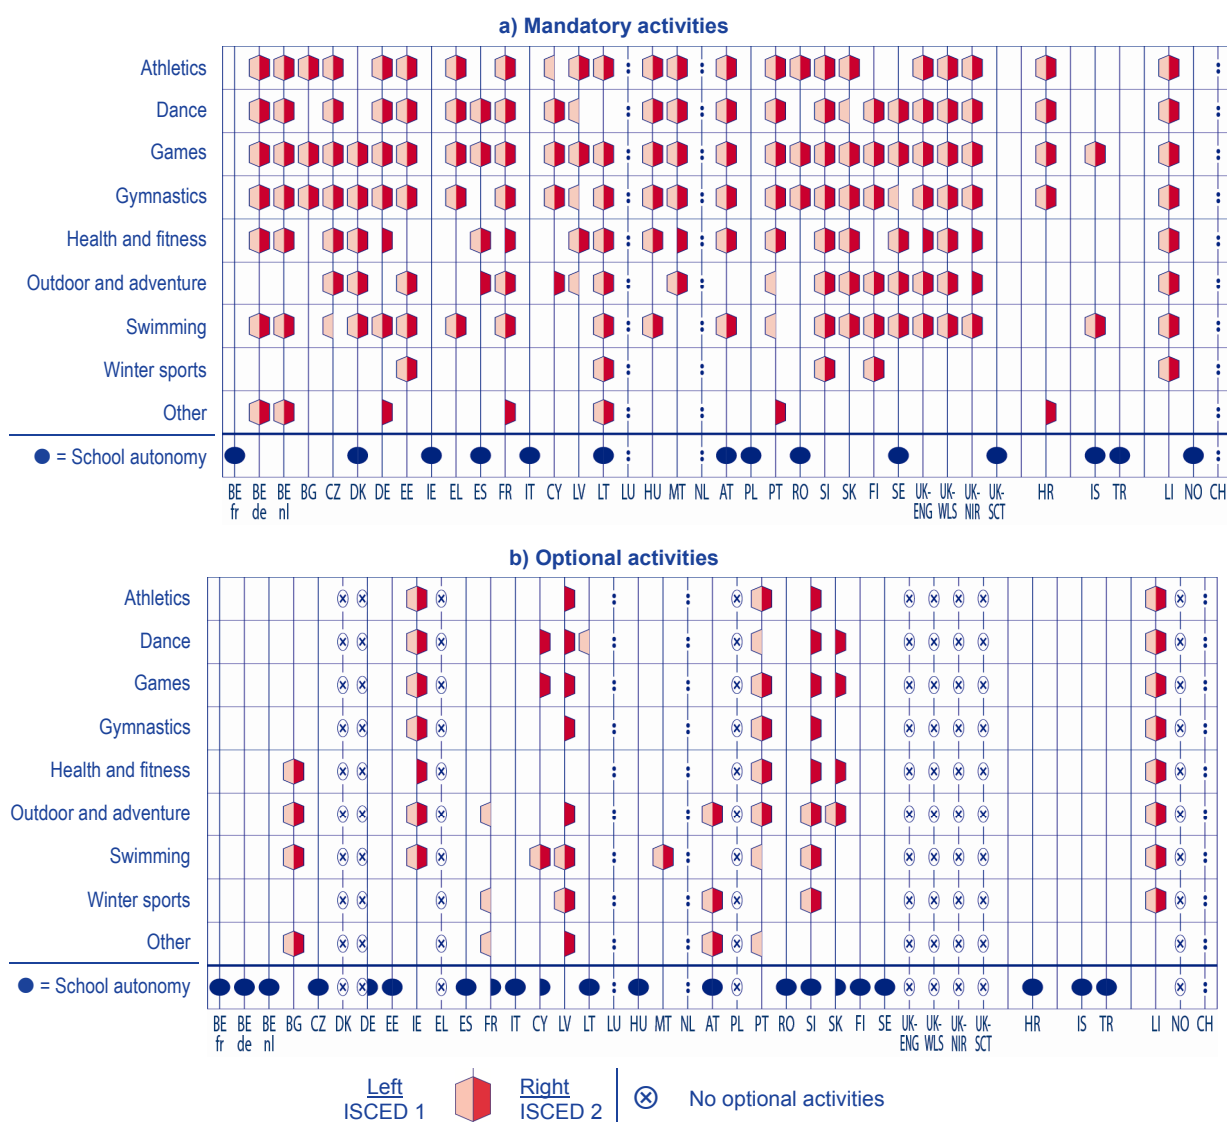 a) Mandatory activities
Athletics
Dance
Games
Gymnastics
Health and fitness
Outdoor and adventure
Swimming
Winter sports
Other
= School autonomy
BE fr BE de BE nl BG CZ DK DE EE IE EL ES FR IT CY LV LT LU HU MT NL AT PL PT RO SI SK FI SE UK-ENG UK-WLS UK-NIR UK-SCT HR IS TR LI NO CH
b) Optional activities
Athletics
Dance
Games
Gymnastics
Health and fitness
Outdoor and adventure
Swimming
Winter sports
Other
= School autonomy
BE fr BE de BE nl BG CZ DK DE EE IE EL ES FR IT CY LV LT LU HU MT NL AT PL PT RO SI SK FI SE UK-ENG UK-WLS UK-NIR UK-SCT HR IS TR LI NO CH
Left Right
ISCED 1 ISCED 2 No optional activities